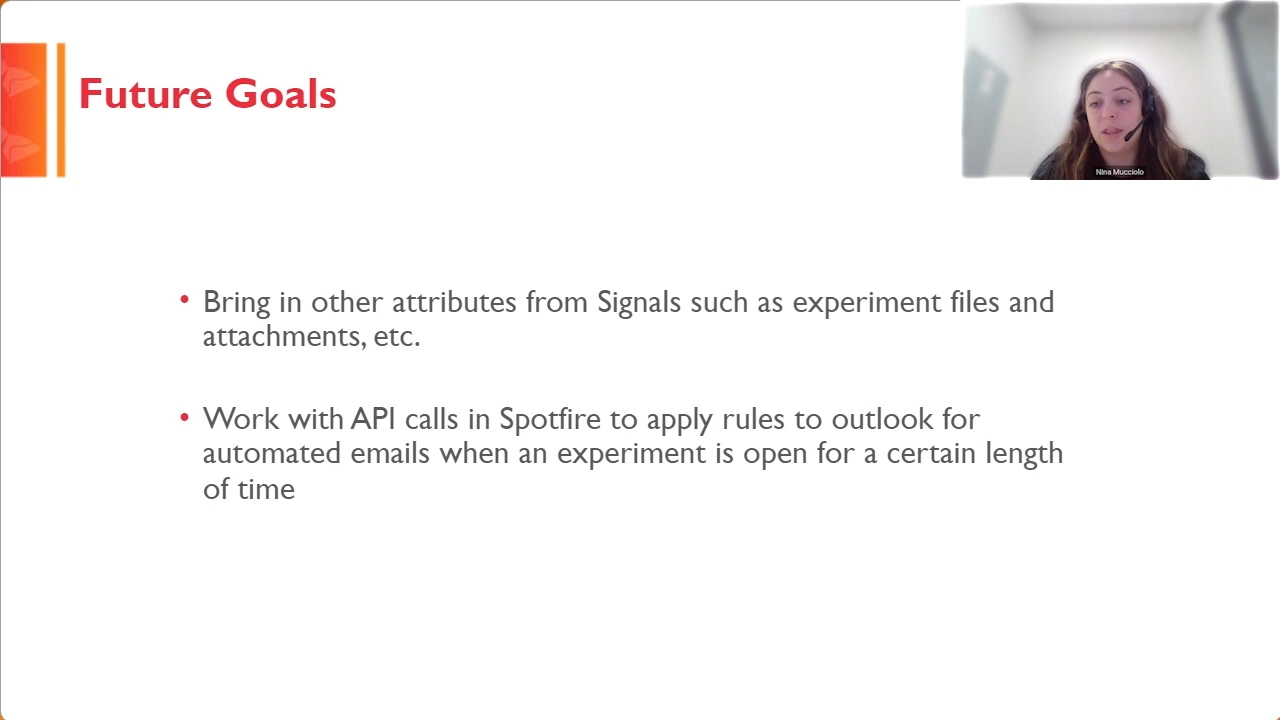 Future Goals
Nina Mucciolo
• Bring in other attributes from Signals such as experiment files and
attachments, etc.
• Work with API calls in Spotfire to apply rules to outlook for
automated emails when an experiment is open for a certain length
of time